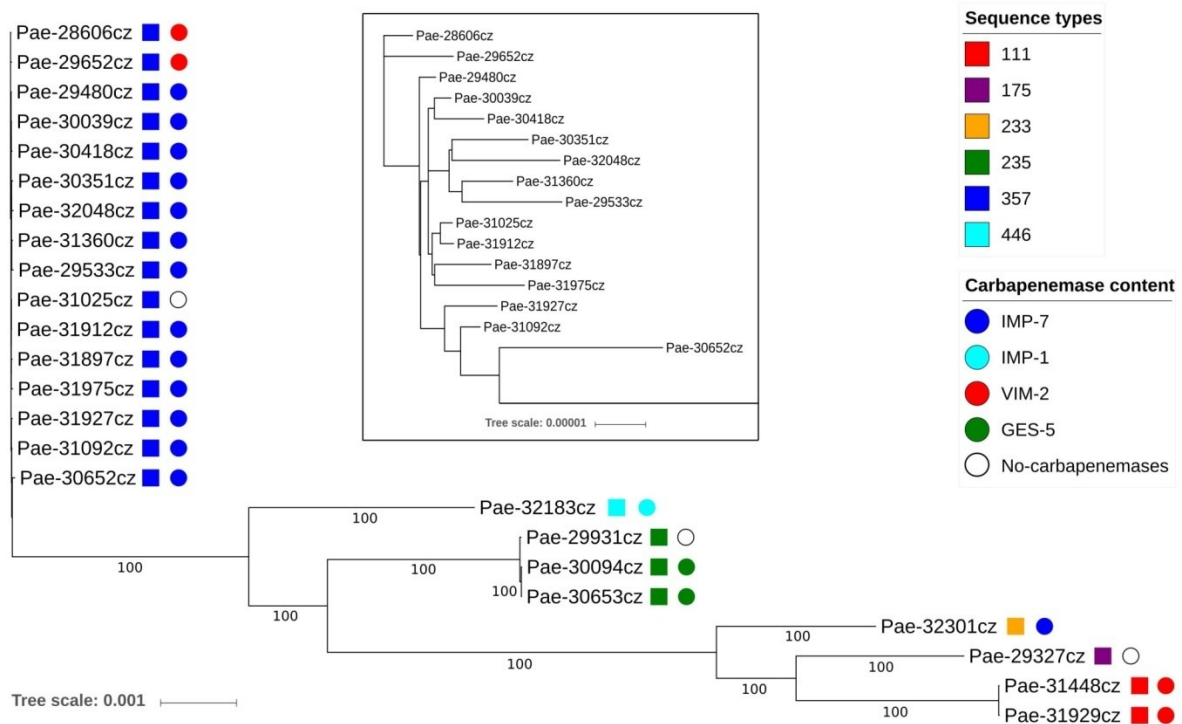 Pae-28606cz
Pae-29652cz
Pae-29480cz
Pae-30039cz
Pae-30418cz
Pae-30351cz
Pae-32048cz
Pae-31360cz
Pae-29533cz
Pae-31025cz
Pae-31912cz
Pae-31897cz
Pae-31975cz
Pae-31927cz
Pae-31092cz
Pae-30652cz
Pae-32183cz
100
Pae-29931cz
100
100
Pae-30094cz
100
Pae-30653cz
100
Pae-32301cz
100
100
Pae-29327cz
100
100
Pae-31448cz
100
Pae-31929cz
Tree scale: 0.001
Pae-28606cz
Pae-29652cz
Pae-29480cz
Pae-30039cz
Pae-30418cz
Pae-30351cz
Pae-32048cz
Pae-31360cz
Pae-29533cz
Pae-31025cz
Pae-31912cz
Pae-31897cz
Pae-31975cz
Pae-31927cz
Pae-31092cz
Pae-30652cz
Tree scale: 0.00001
Sequence types
111
175
233
235
357
446
Carbapenemase content
IMP-7
IMP-1
VIM-2
GES-5
No-carbapenemases